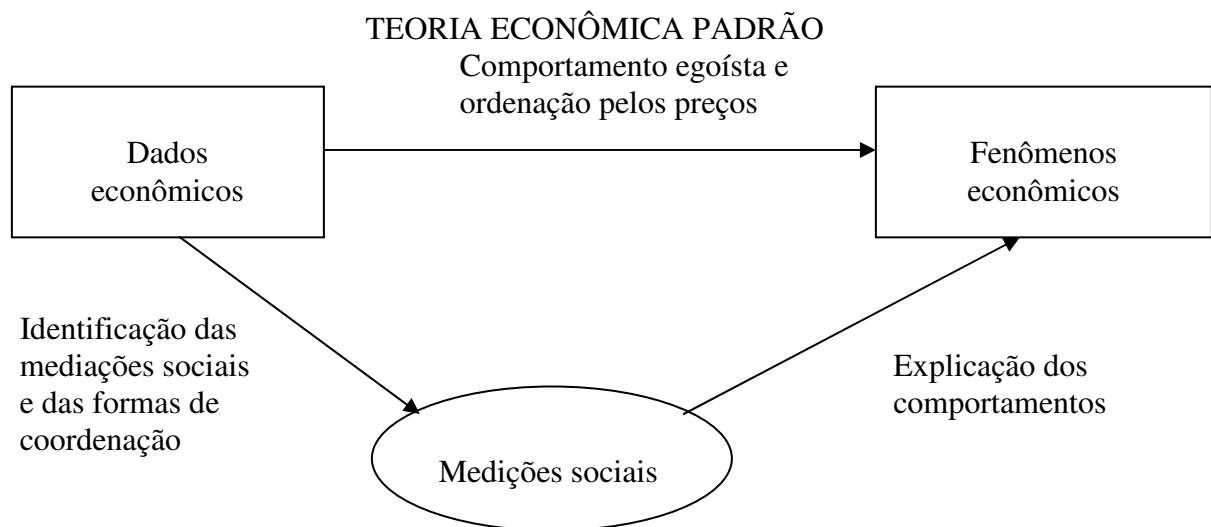 TEORIA ECONÔMICA PADRÃO
Comportamento egoísta e
ordenação pelos preços
Dados
econômicos
Fenômenos
econômicos
Identificação das
mediações sociais
e das formas de
coordenação
Explicação dos
comportamentos
Medições sociais